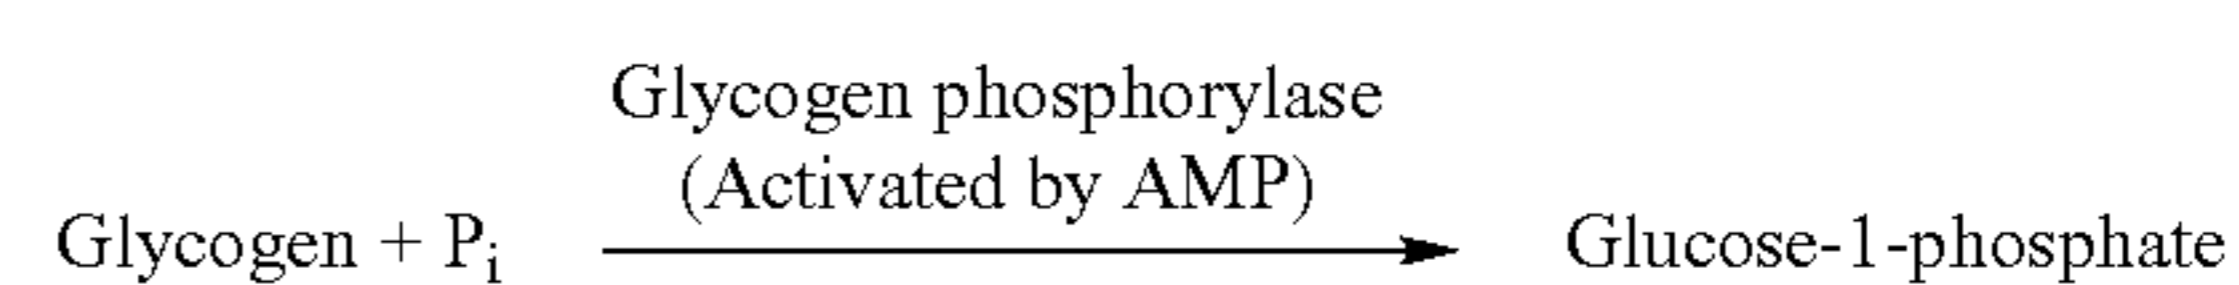 Glycogen phosphorylase
(Activated by AMP)
Glycogen + Pi
Glucose-1-phosphate